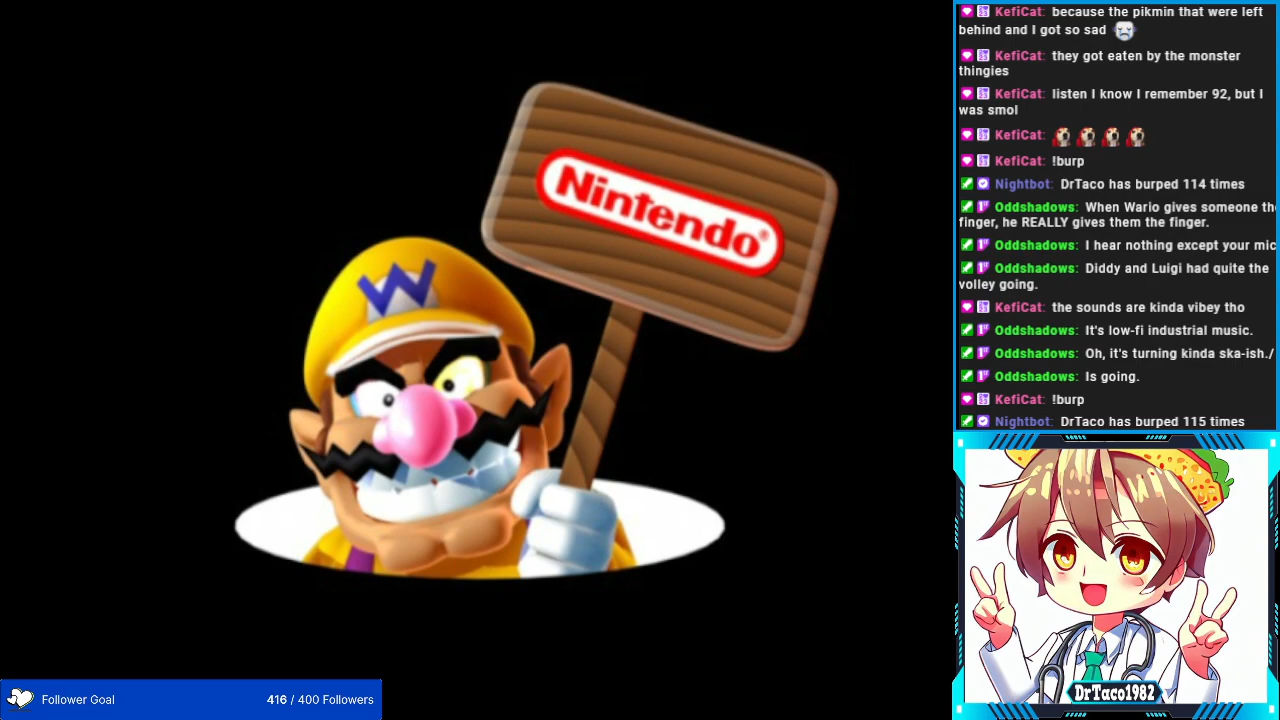 W
Nintendo®
KefiCat: because the pikmin that were left
behind and I got so sad
KefiCat: they got eaten by the monster
thingies
KefiCat: listen I know I remember 92, but I
was smol
KefiCat:
KefiCat: !burp
Nightbot: DrTaco has burped 114 times
Oddshadows: When Wario gives someone the
finger, he REALLY gives them the finger.
Oddshadows: I hear nothing except your mic
Oddshadows: Diddy and Luigi had quite the
volley going.
KefiCat: the sounds are kinda vibey tho
Oddshadows: It's low-fi industrial music.
Oddshadows: Oh, it's turning kinda ska-ish./
Oddshadows: Is going.
KefiCat: !burp
Nightbot: DrTaco has burped 115 times
DrTaco1982
Follower Goal 416 / 400 Followers